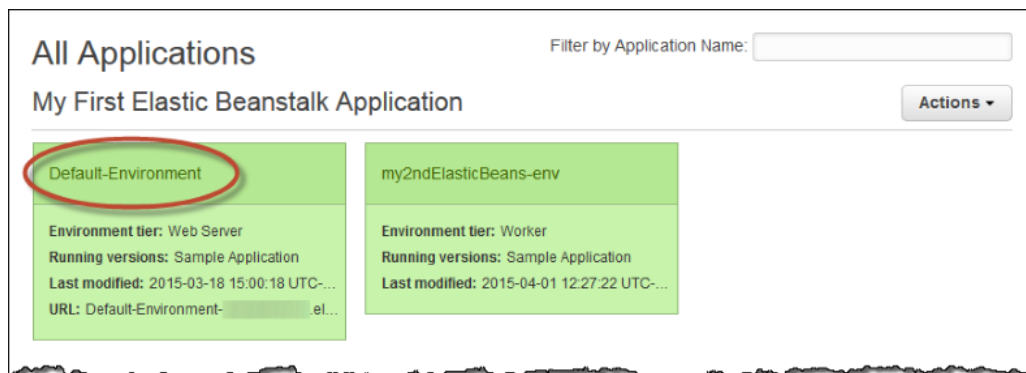 All Applications
Filter by Application Name:
My First Elastic Beanstalk Application
Actions
Default-Environment
Environment tier: Web Server
Running versions: Sample Application
Last modified: 2015-03-18 15:00:18 UTC-...
URL: Default-Environment- .el...
my2ndElasticBeans-env
Environment tier: Worker
Running versions: Sample Application
Last modified: 2015-04-01 12:27:22 UTC-...